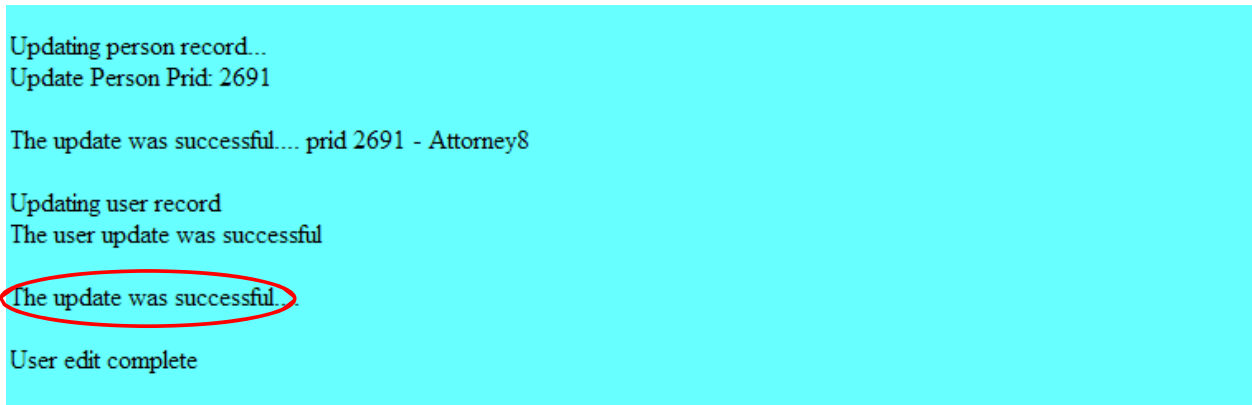 Updating person record...
Update Person Prid: 2691
The update was successful.... prid 2691 - Attorney8
Updating user record
The user update was successful
The update was successful....
User edit complete